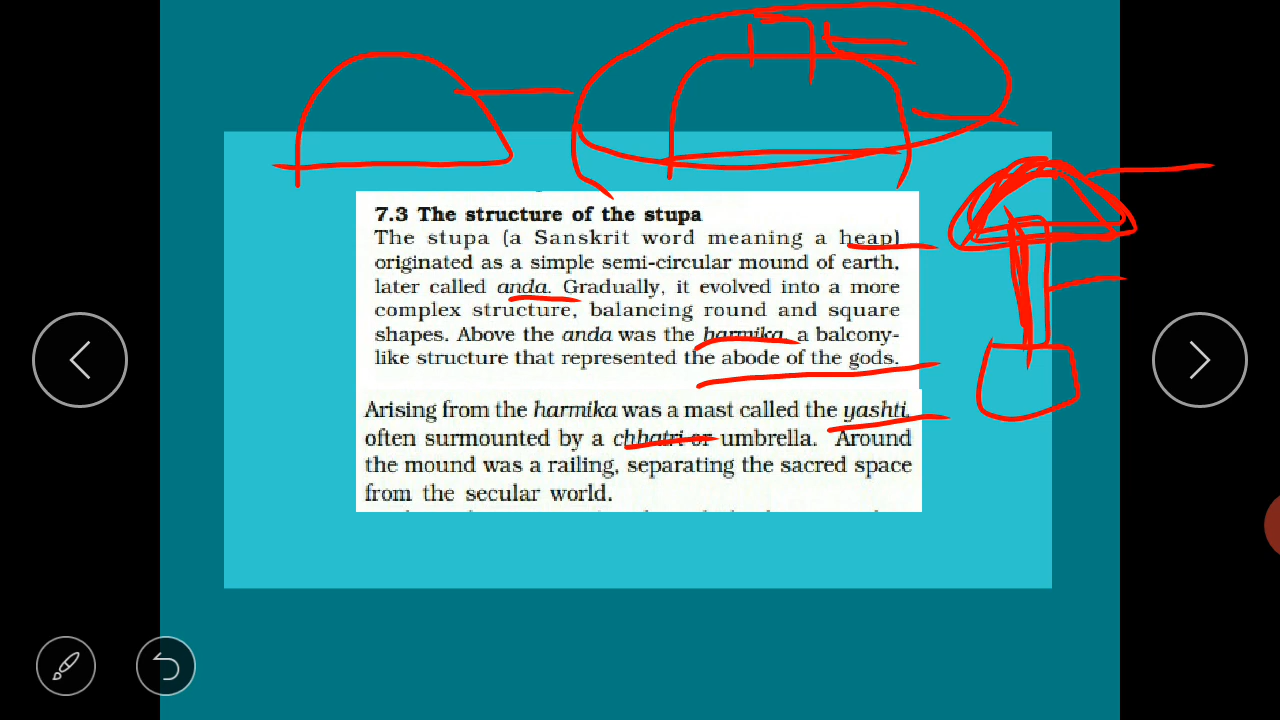 7.3 The structure of the stupa
The stupa (a Sanskrit word meaning a heap)
originated as a simple semi-circular mound of earth,
later called anda. Gradually, it evolved into a more
complex structure, balancing round and square
shapes. Above the anda was the harmika, a balcony-
like structure that represented the abode of the gods.
Arising from the harmika was a mast called the yashti,
often surmounted by a chhatri or umbrella. Around
the mound was a railing, separating the sacred space
from the secular world.